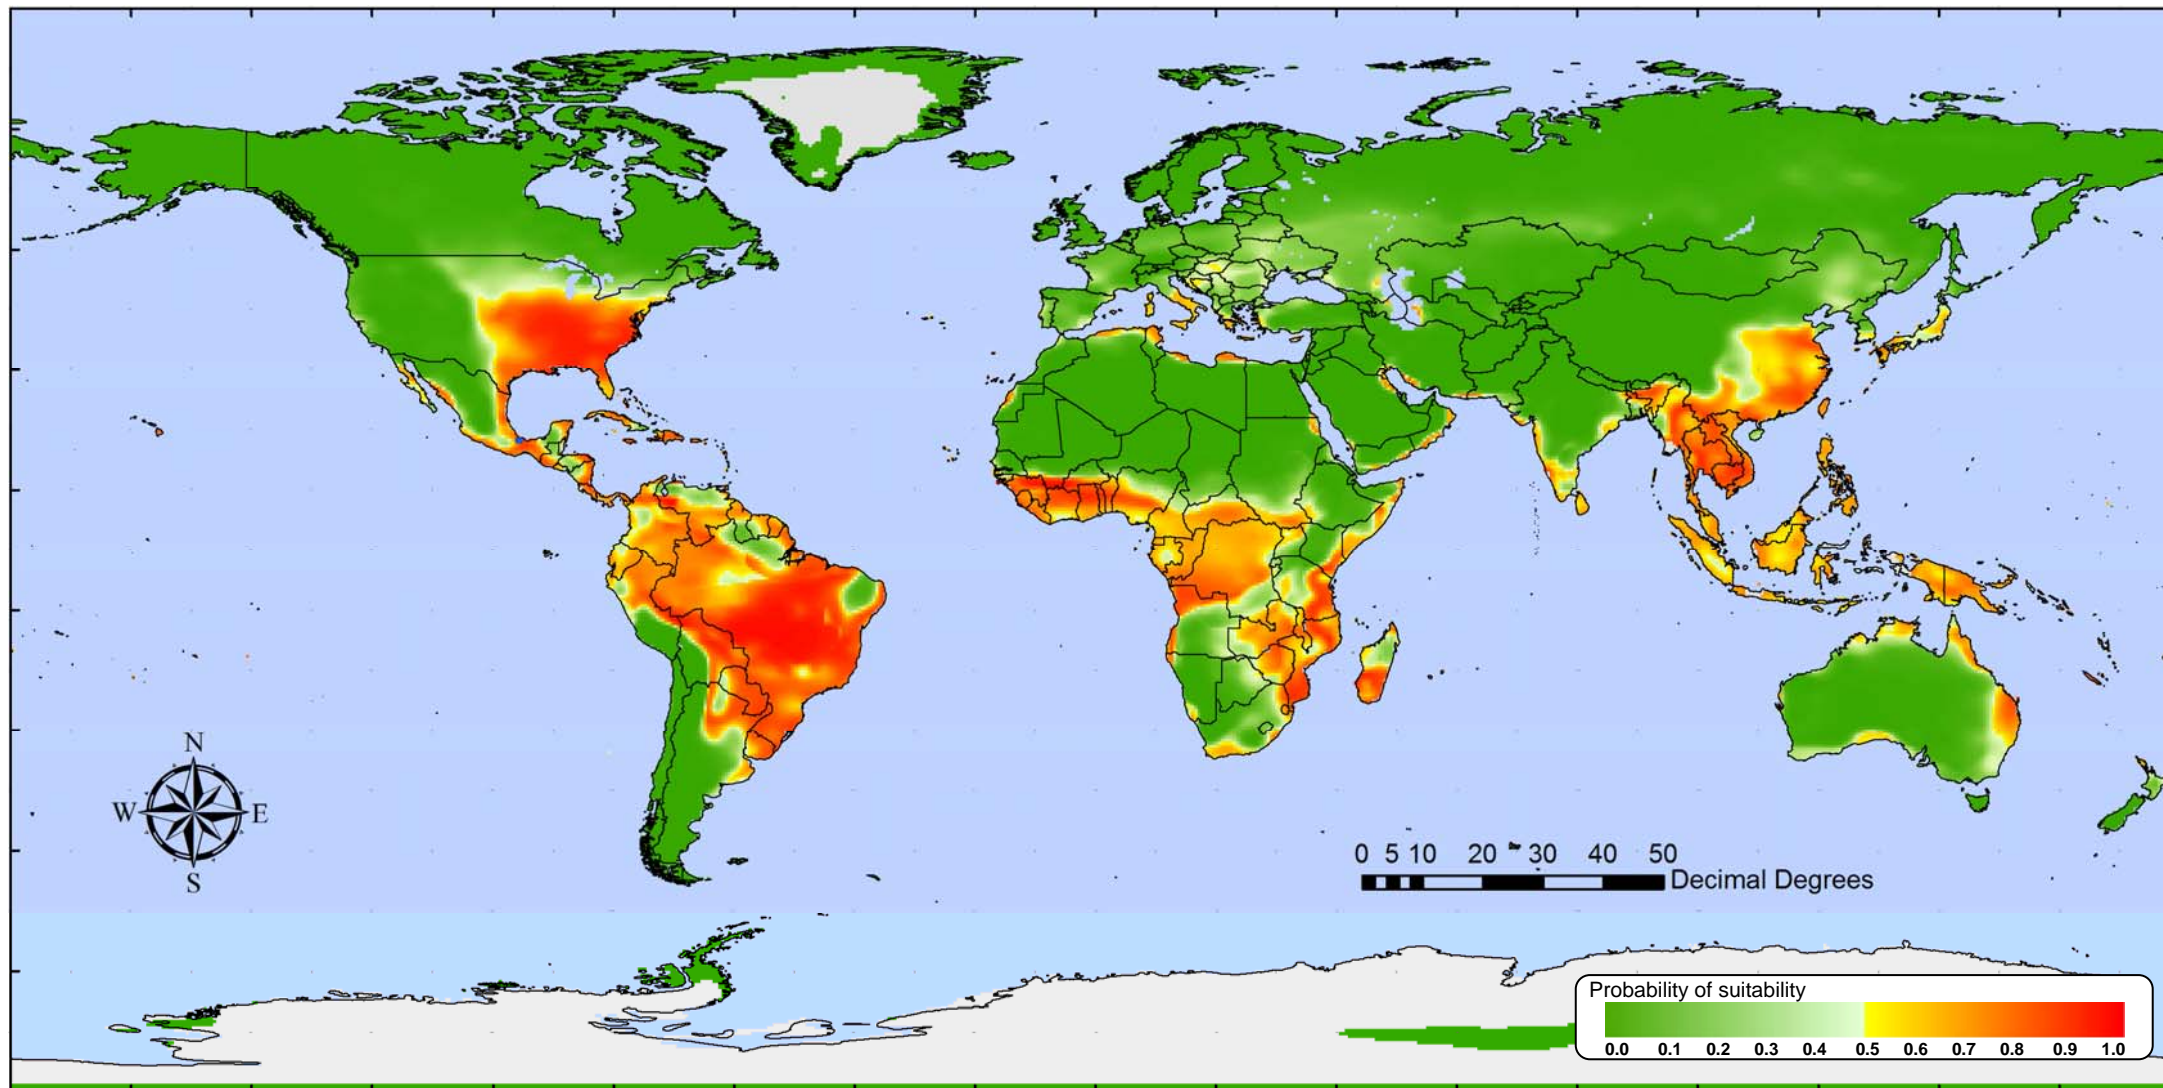 N
W E
S
0 5 10 20 30 40 50
Decimal Degrees
Probability of suitability
0.0 0.1 0.2 0.3 0.4 0.5 0.6 0.7 0.8 0.9 1.0